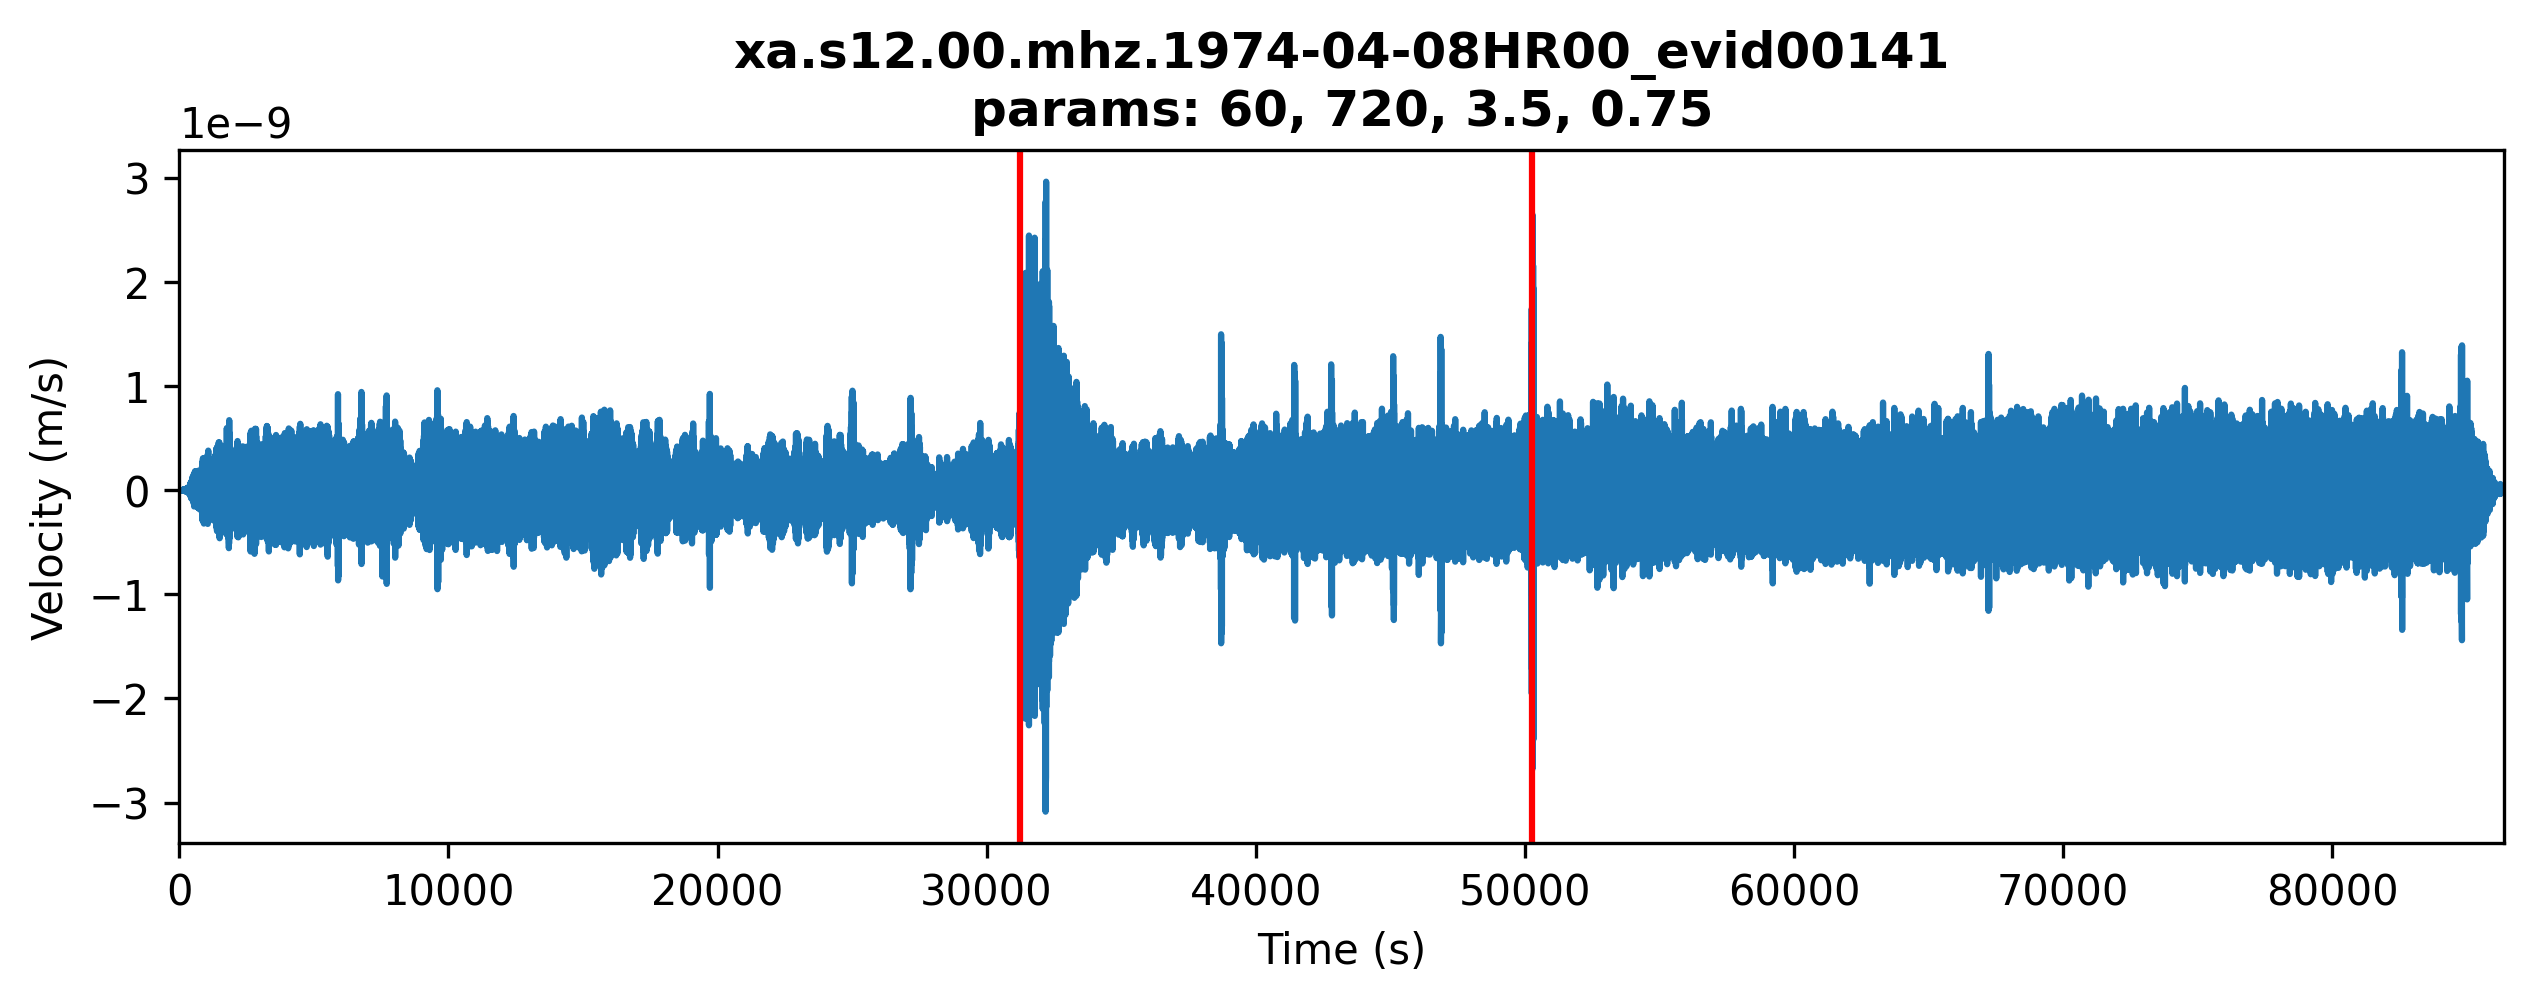 xa.s12.00.mhz.1974-04-08HR00_evid00141
params: 60, 720, 3.5, 0.75
1e−9
3
2
1
0
−1
−2
−3
Velocity (m/s)
0 10000 20000 30000 40000 50000 60000 70000 80000
Time (s)